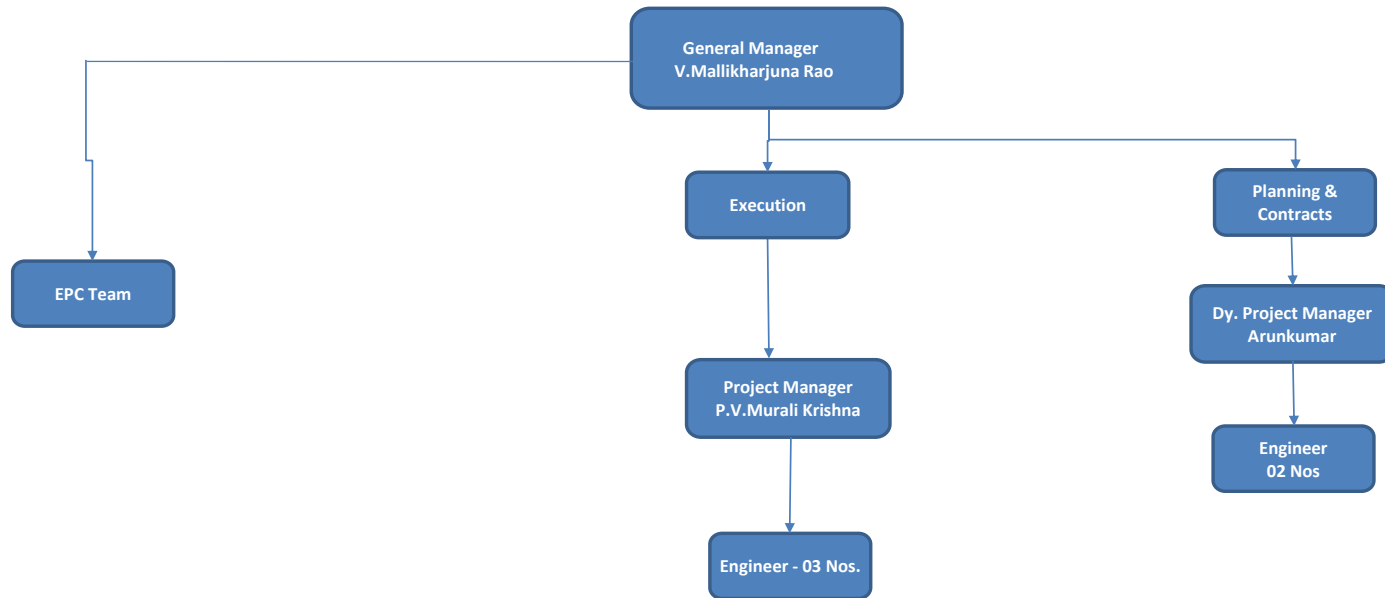 General Manager
V.Mallikharjuna Rao
Execution
Planning &
Contracts
EPC Team
Dy. Project Manager
Arunkumar
Project Manager
P.V.Murali Krishna
Engineer
02 Nos
Engineer - 03 Nos.